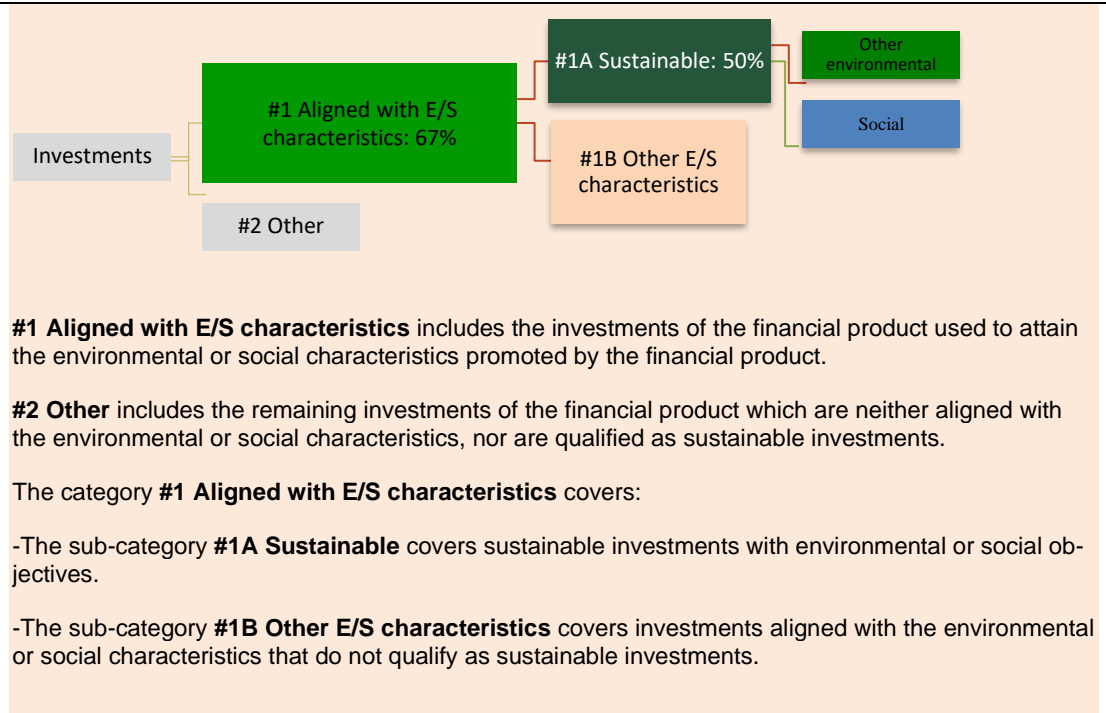 Investments
#1 Aligned with E/S
characteristics: 67%
#2 Other
#1A Sustainable: 50%
#1B Other E/S
characteristics
Other
environmental
Social
#1 Aligned with E/S characteristics includes the investments of the financial product used to attain
the environmental or social characteristics promoted by the financial product.
#2 Other includes the remaining investments of the financial product which are neither aligned with
the environmental or social characteristics, nor are qualified as sustainable investments.
The category #1 Aligned with E/S characteristics covers:
-The sub-category #1A Sustainable covers sustainable investments with environmental or social ob-
jectives.
-The sub-category #1B Other E/S characteristics covers investments aligned with the environmental
or social characteristics that do not qualify as sustainable investments.